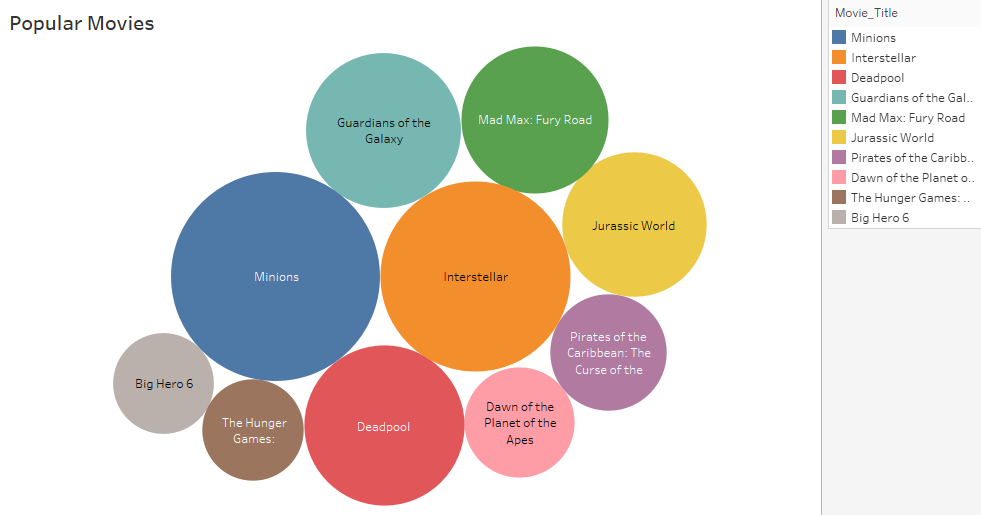 Popular Movies
Guardians of the
Galaxy
Mad Max: Fury Road
Jurassic World
Minions
Interstellar
Pirates of the
Caribbean: The
Curse of the
Big Hero 6
The Hunger
Games:
Deadpool
Dawn of the
Planet of the
Apes
Movie_Title
Minions
Interstellar
Deadpool
Guardians of the Gal..
Mad Max: Fury Road
Jurassic World
Pirates of the Caribb..
Dawn of the Planet o..
The Hunger Games: ..
Big Hero 6